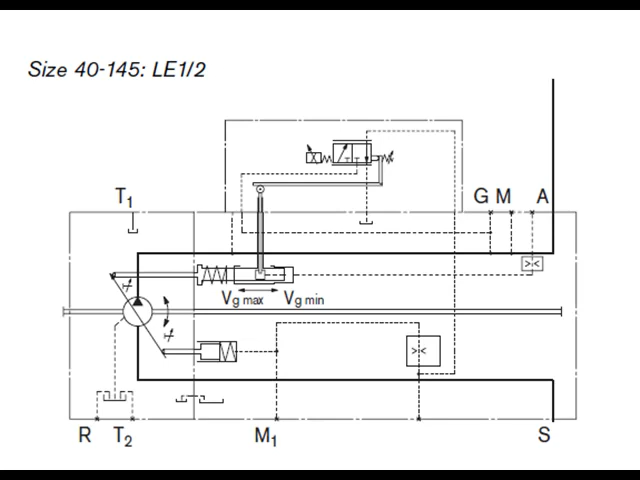 Size 40-145: LE1/2
T1
G M A
Vg max Vg min
R T2 M1 S